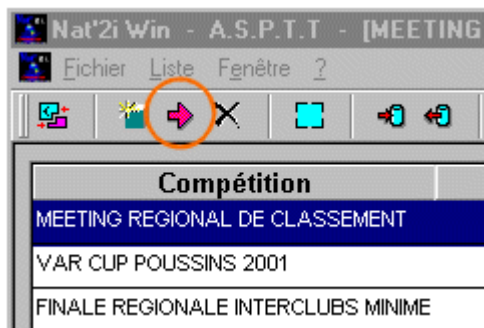 Nat'2i Win - A.S.P.T.T - [MEETING
Fichier Liste Fenêtre ?
Compétition
MEETING REGIONAL DE CLASSEMENT
VAR CUP POUSSINS 2001
FINALE REGIONALE INTERCLUBS MINIME